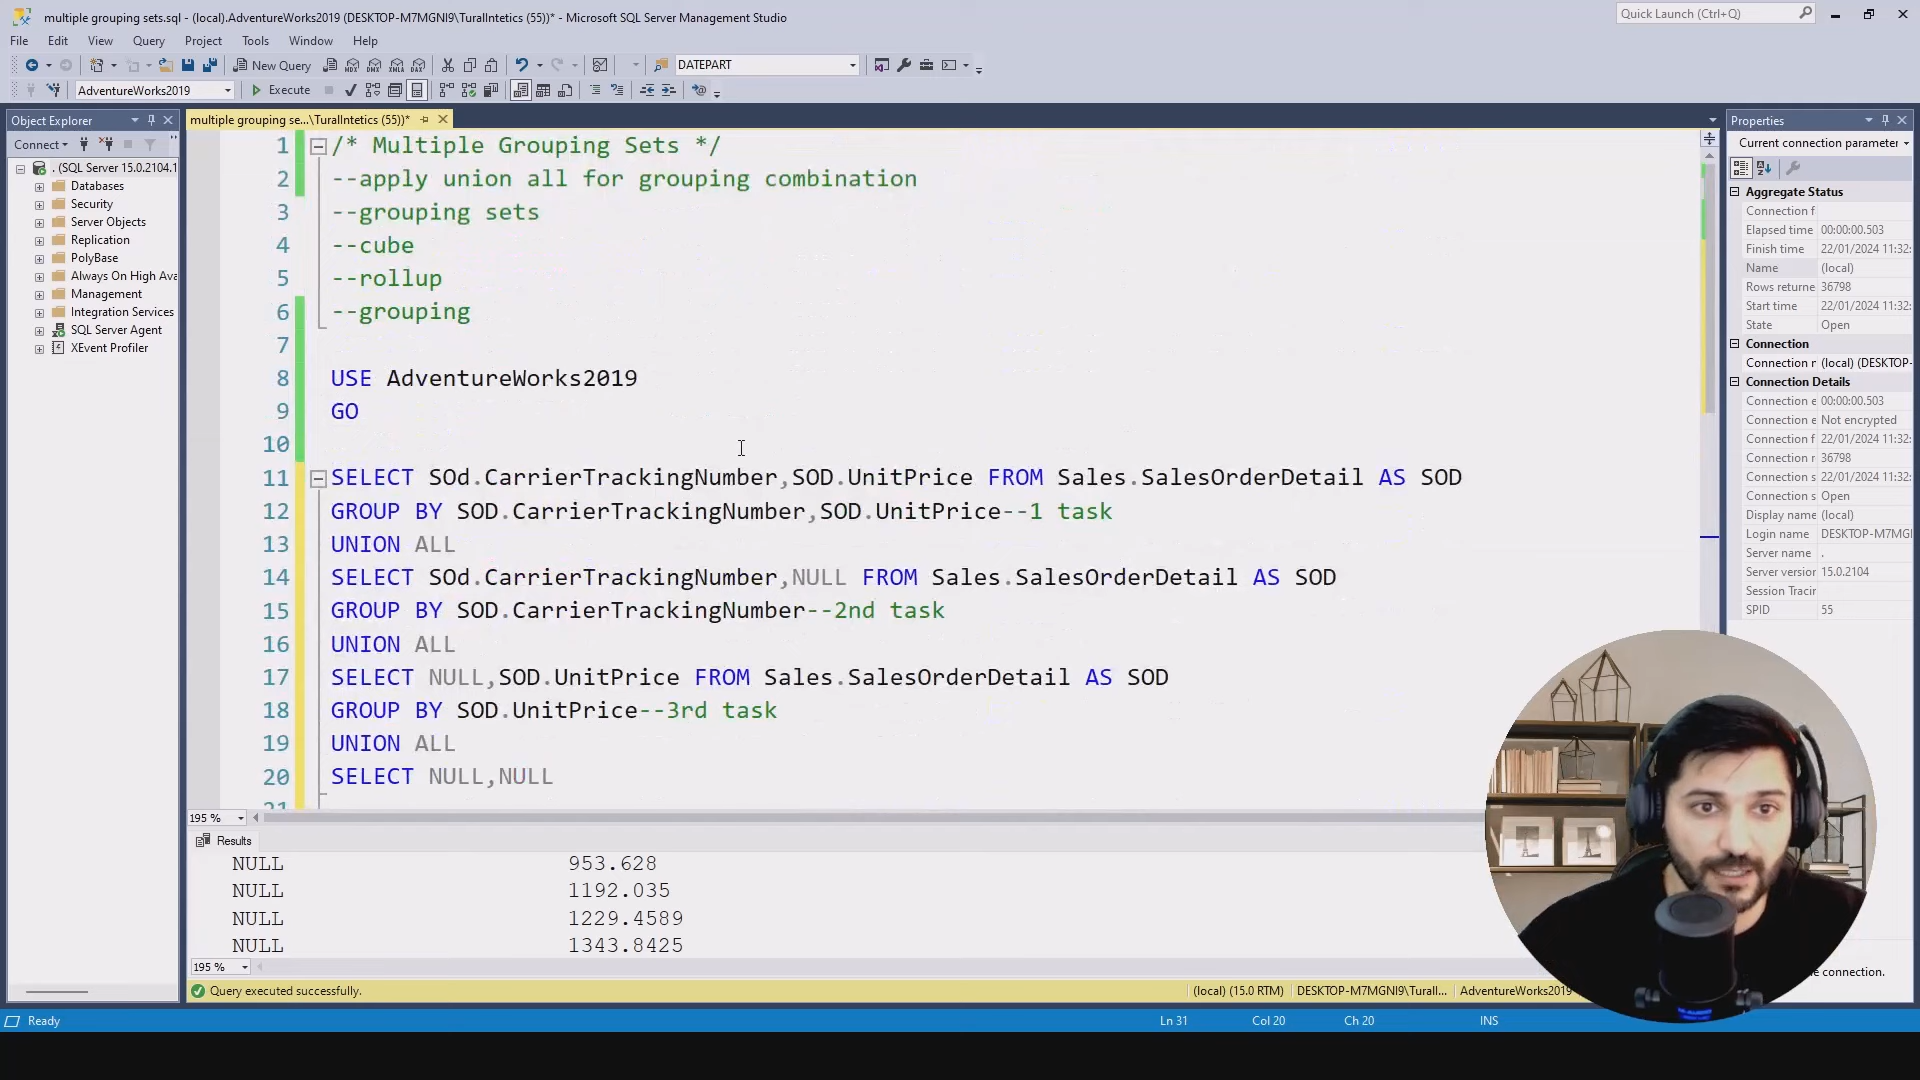 multiple grouping sets.sql - (local).AdventureWorks2019 (DESKTOP-M7MGNI9\TuralIntetics (55))* - Microsoft SQL Server Management Studio
Quick Launch (Ctrl+Q)
File Edit View Query Project Tools Window Help
New Query
MDX DMX XMLA DAX
DATEPART
AdventureWorks2019
Execute
Object Explorer
multiple grouping se...\TuralIntetics (55))*
Properties
Connect
Current connection parameter
. (SQL Server 15.0.2104.1
Databases
Security
Server Objects
Replication
PolyBase
Always On High Ava
Management
Integration Services
SQL Server Agent
XEvent Profiler
1 /* Multiple Grouping Sets */
2 --apply union all for grouping combination
3 --grouping sets
4 --cube
5 --rollup
6 --grouping
7
8 USE AdventureWorks2019
9 GO
10
11 SELECT SOd.CarrierTrackingNumber,SOD.UnitPrice FROM Sales.SalesOrderDetail AS SOD
12 GROUP BY SOD.CarrierTrackingNumber,SOD.UnitPrice--1 task
13 UNION ALL
14 SELECT SOd.CarrierTrackingNumber,NULL FROM Sales.SalesOrderDetail AS SOD
15 GROUP BY SOD.CarrierTrackingNumber--2nd task
16 UNION ALL
17 SELECT NULL,SOD.UnitPrice FROM Sales.SalesOrderDetail AS SOD
18 GROUP BY SOD.UnitPrice--3rd task
19 UNION ALL
20 SELECT NULL,NULL
21
195 %
Results
NULL 953.628
NULL 1192.035
NULL 1229.4589
NULL 1343.8425
195 %
Aggregate Status
Connection f
Elapsed time 00:00:00.503
Finish time 22/01/2024 11:32:
Name (local)
Rows returne 36798
Start time 22/01/2024 11:32:
State Open
Connection
Connection r (local) (DESKTOP-
Connection Details
Connection e 00:00:00.503
Connection e Not encrypted
Connection f 22/01/2024 11:32:
Connection r 36798
Connection s 22/01/2024 11:32:
Connection s Open
Display name (local)
Login name DESKTOP-M7MGI
Server name .
Server version 15.0.2104
Session Tracin
SPID 55
e connection.
Query executed successfully.
(local) (15.0 RTM) DESKTOP-M7MGNI9\Turall... AdventureWorks2019
Ready
Ln 31 Col 20 Ch 20 INS